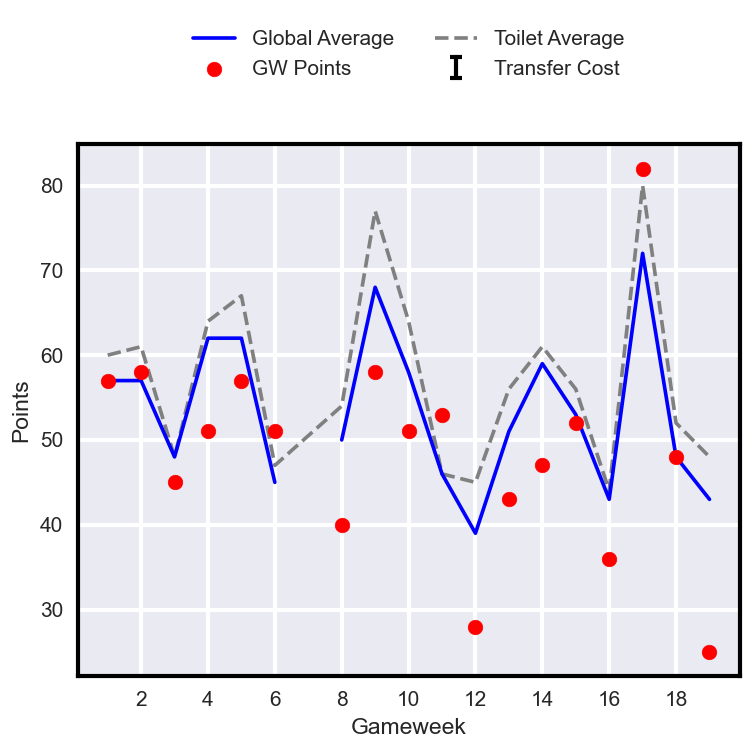 Global Average
Toilet Average
GW Points
Transfer Cost
80
70
60
50
40
30
Points
2 4 6 8 10 12 14 16 18
Gameweek